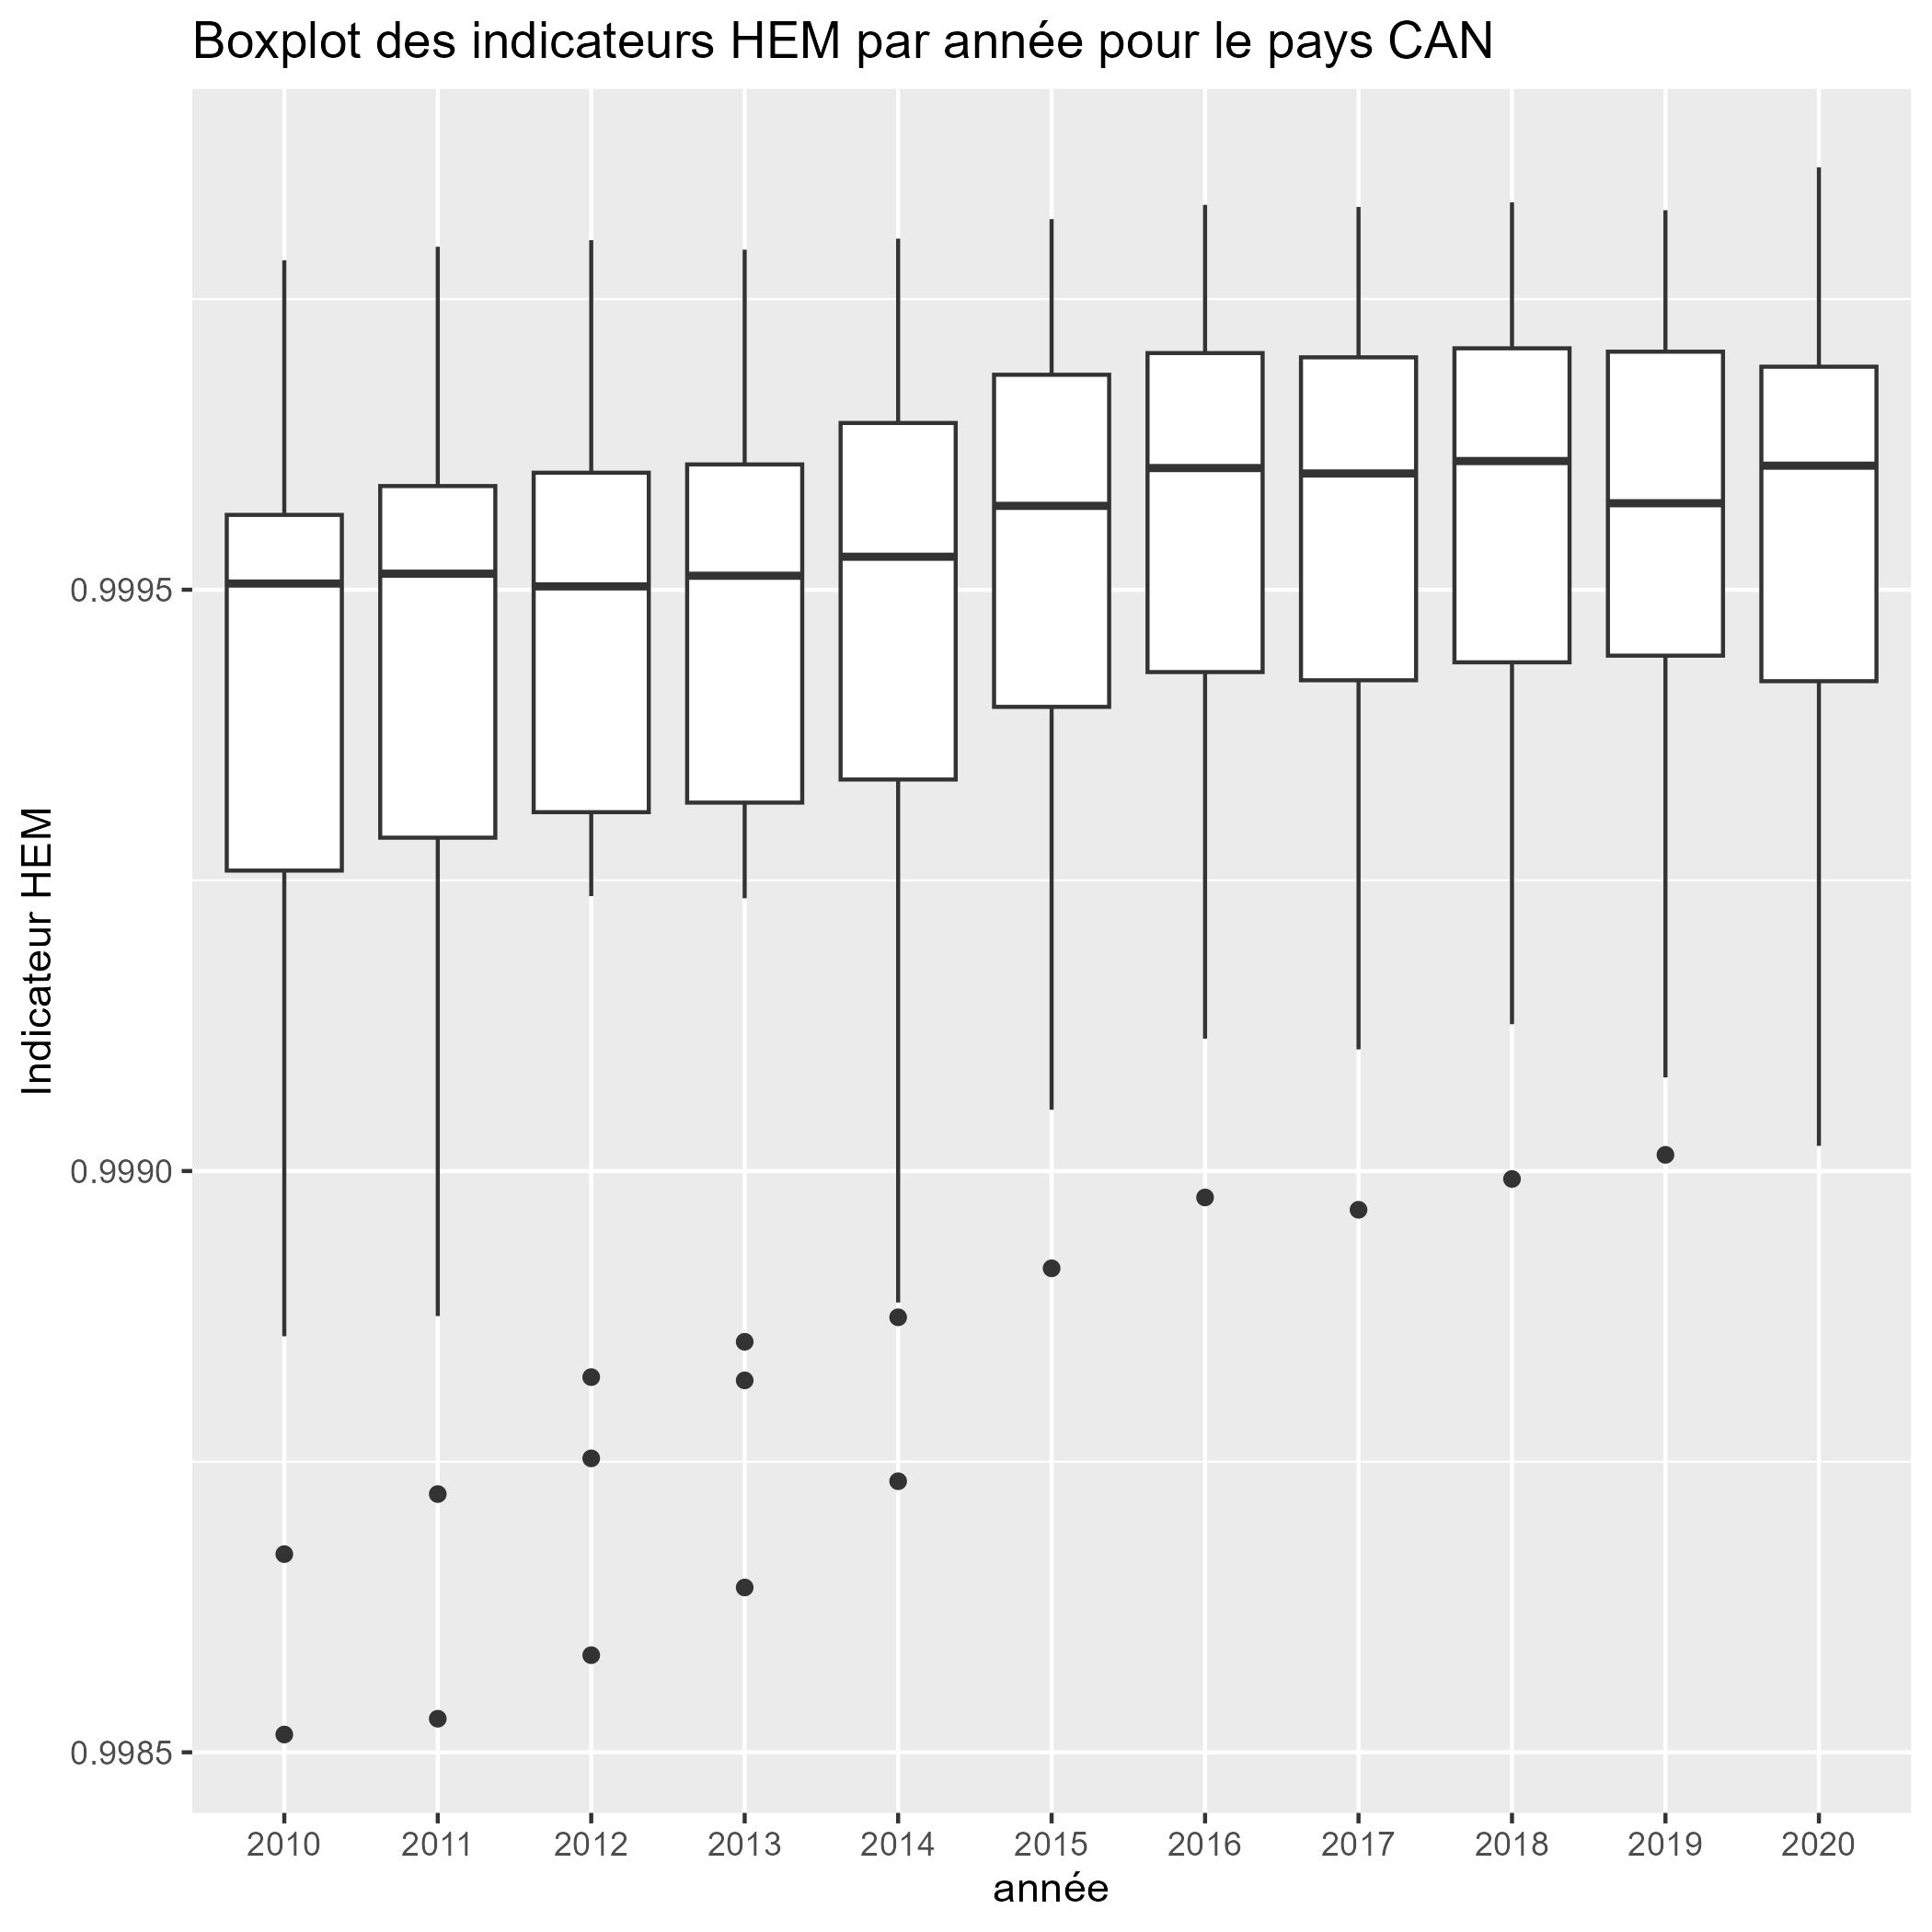 Boxplot des indicateurs HEM par année pour le pays CAN
Indicateur HEM
0.9995
0.9990
0.9985
2010 2011 2012 2013 2014 2015 2016 2017 2018 2019 2020
année